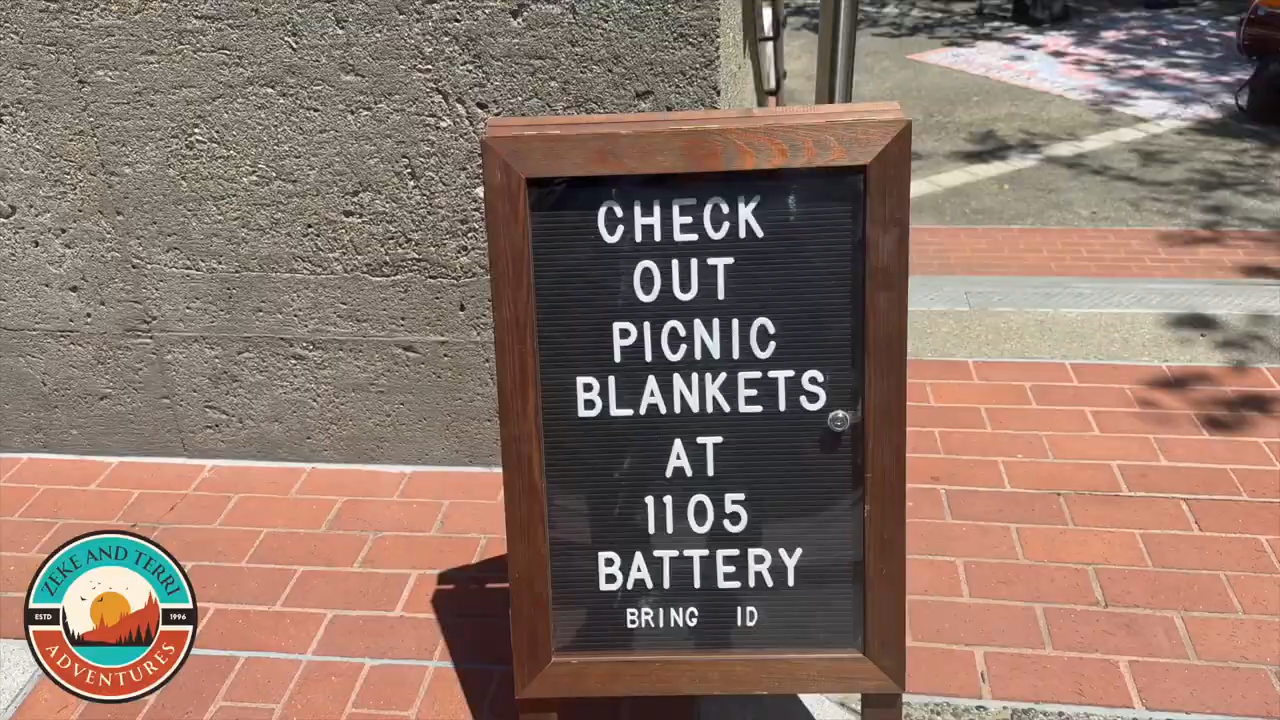 CHECK
OUT
PICNIC
BLANKETS
AT
1105
BATTERY
BRING ID
ZEKE AND TERRI
ESTD 1996
ADVENTURES